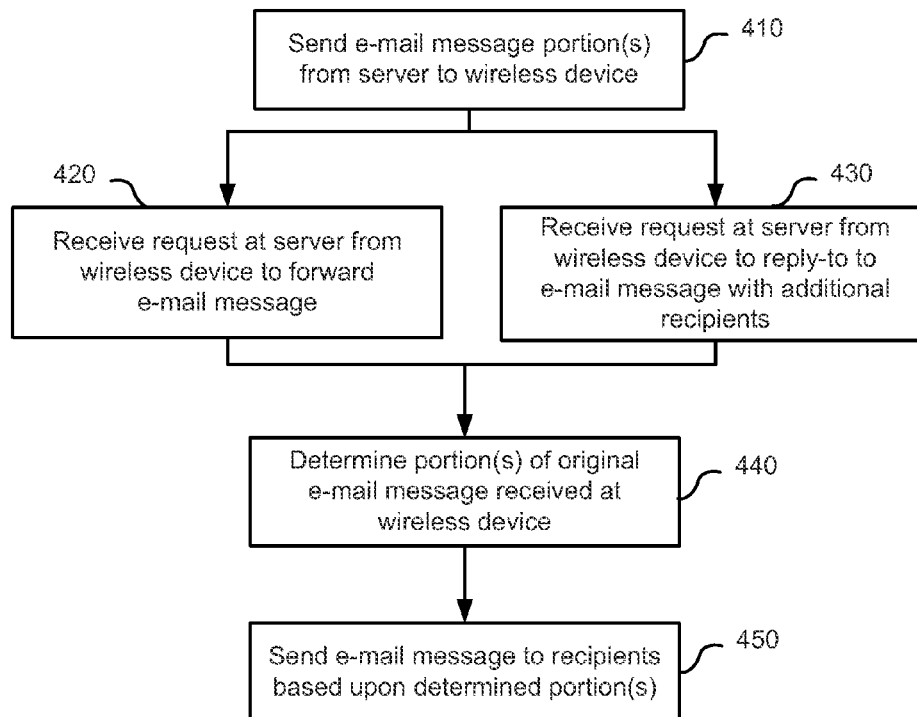 Send e-mail message portion(s)
from server to wireless device
410
420
Receive request at server from
wireless device to forward
e-mail message
430
Receive request at server from
wireless device to reply-to to
e-mail message with additional
recipients
Determine portion(s) of original
e-mail message received at
wireless device
440
Send e-mail message to recipients
based upon determined portion(s)
450